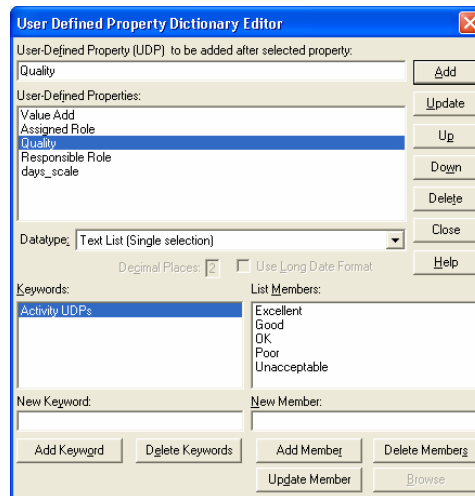 User Defined Property Dictionary Editor
User-Defined Property (UDP) to be added after selected property:
Quality
Add
User-Defined Properties:
Value Add
Assigned Role
Quality
Responsible Role
days_scale
Update
Up
Down
Delete
Close
Help
Datatype: Text List (Single selection)
Decimal Places: 2 Use Long Date Format
Keywords:
Activity UDPs
List Members:
Excellent
Good
OK
Poor
Unacceptable
New Keyword:
New Member:
Add Keyword Delete Keywords Add Member Delete Members
Update Member Browse